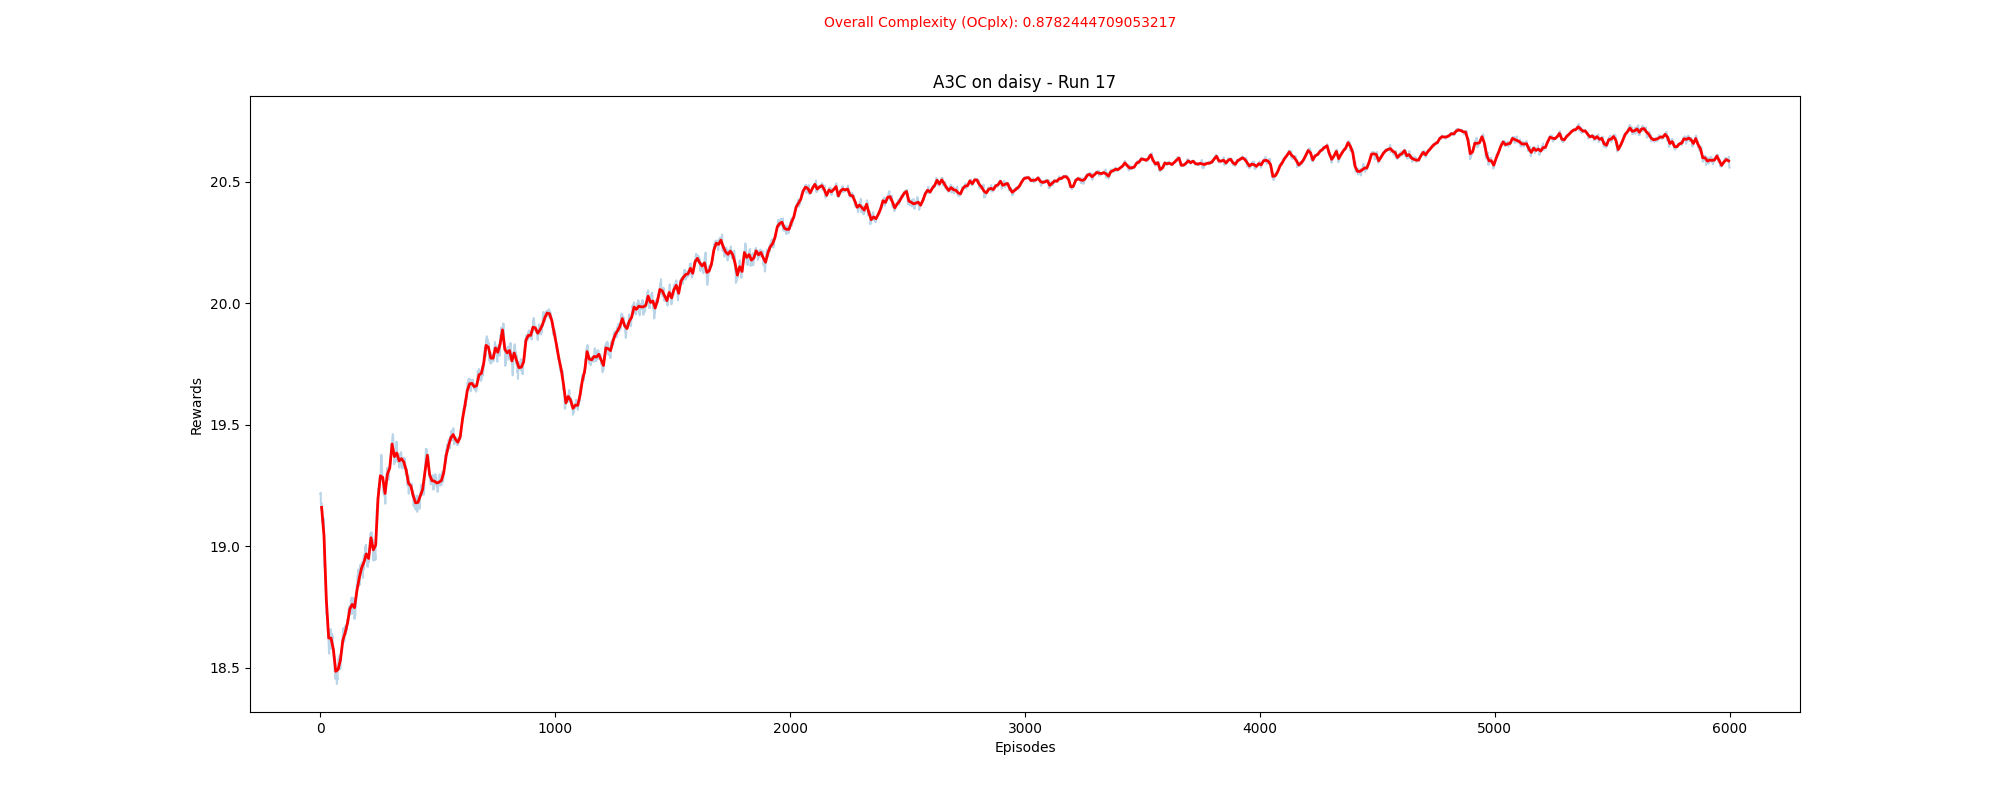 Overall Complexity (OCplx): 0.8782444709053217
A3C on daisy - Run 17
Rewards
20.5
20.0
19.5
19.0
18.5
0 1000 2000 3000 4000 5000 6000
Episodes